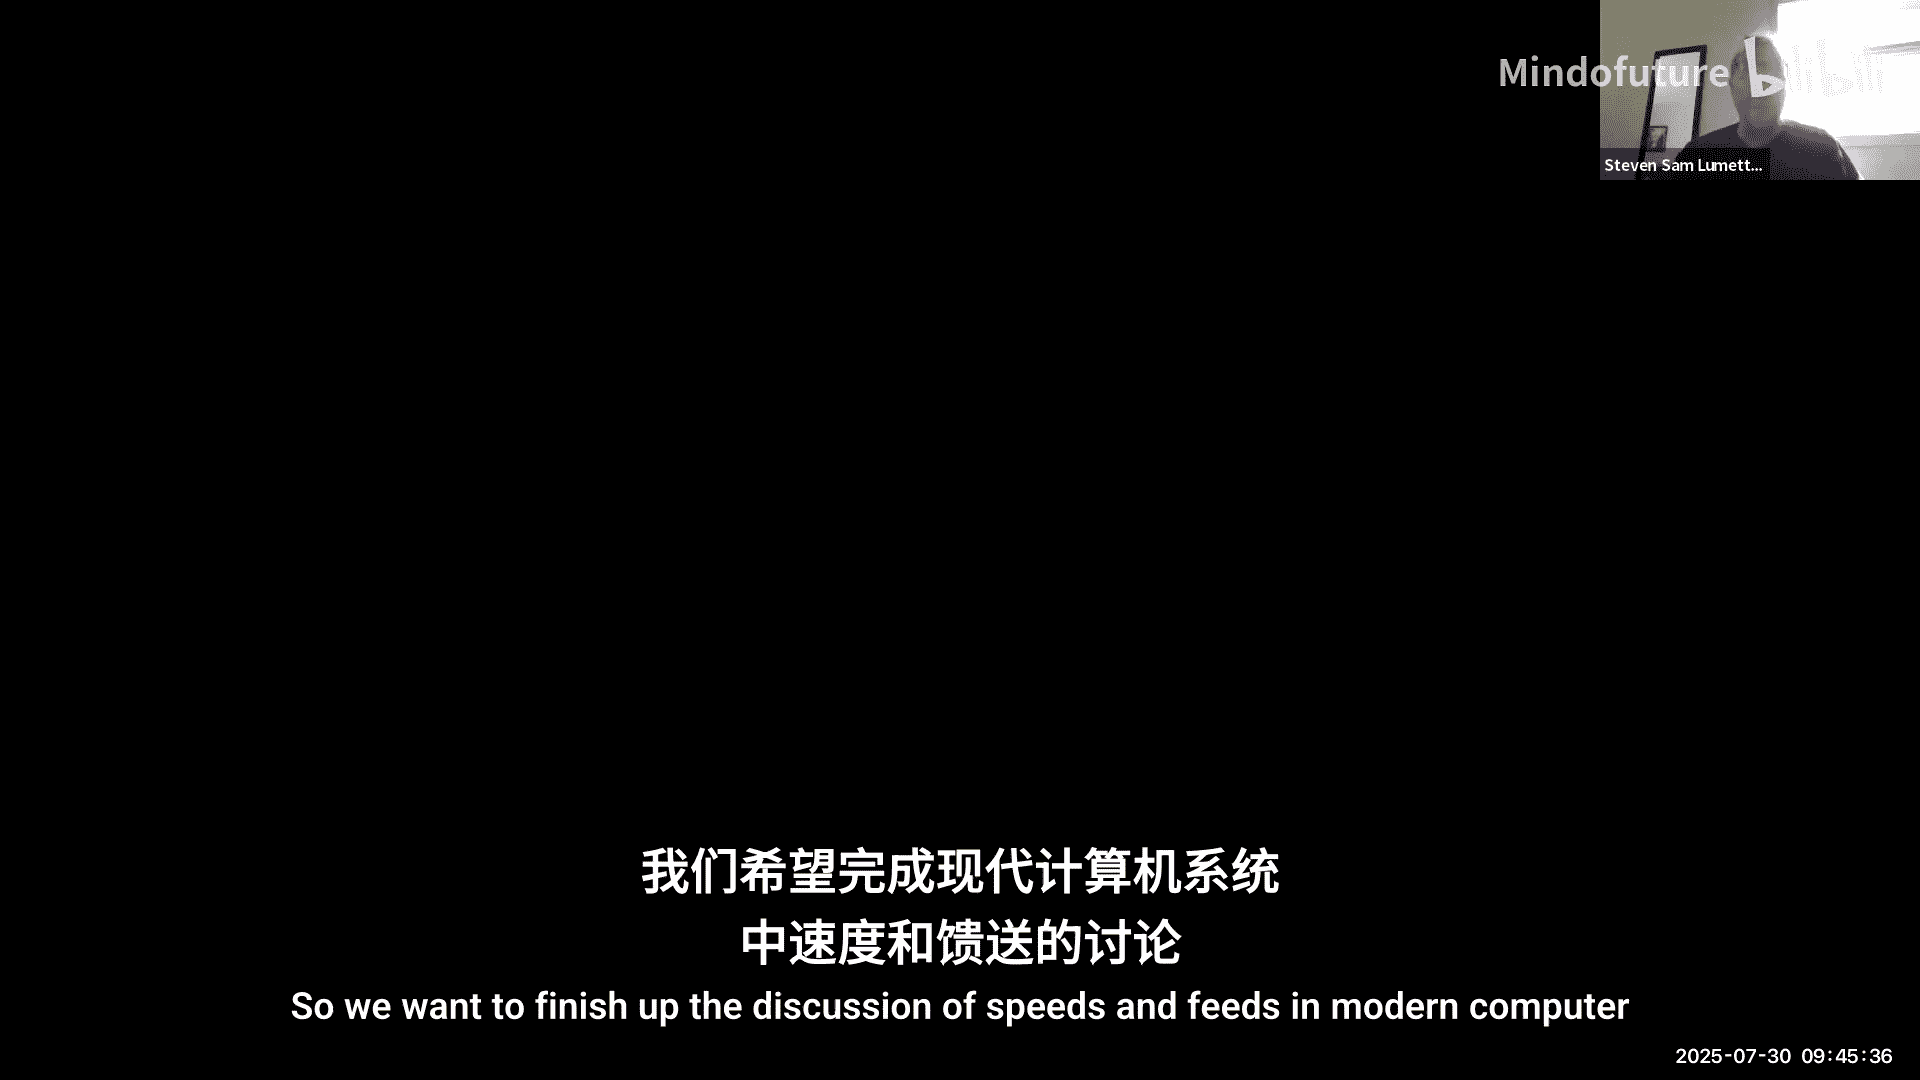 Mindofuture bilibili
Steven Sam Lumett...
我们希望完成现代计算机系统
中速度和馈送的讨论
So we want to finish up the discussion of speeds and feeds in modern computer
2025-07-30 09:45:36